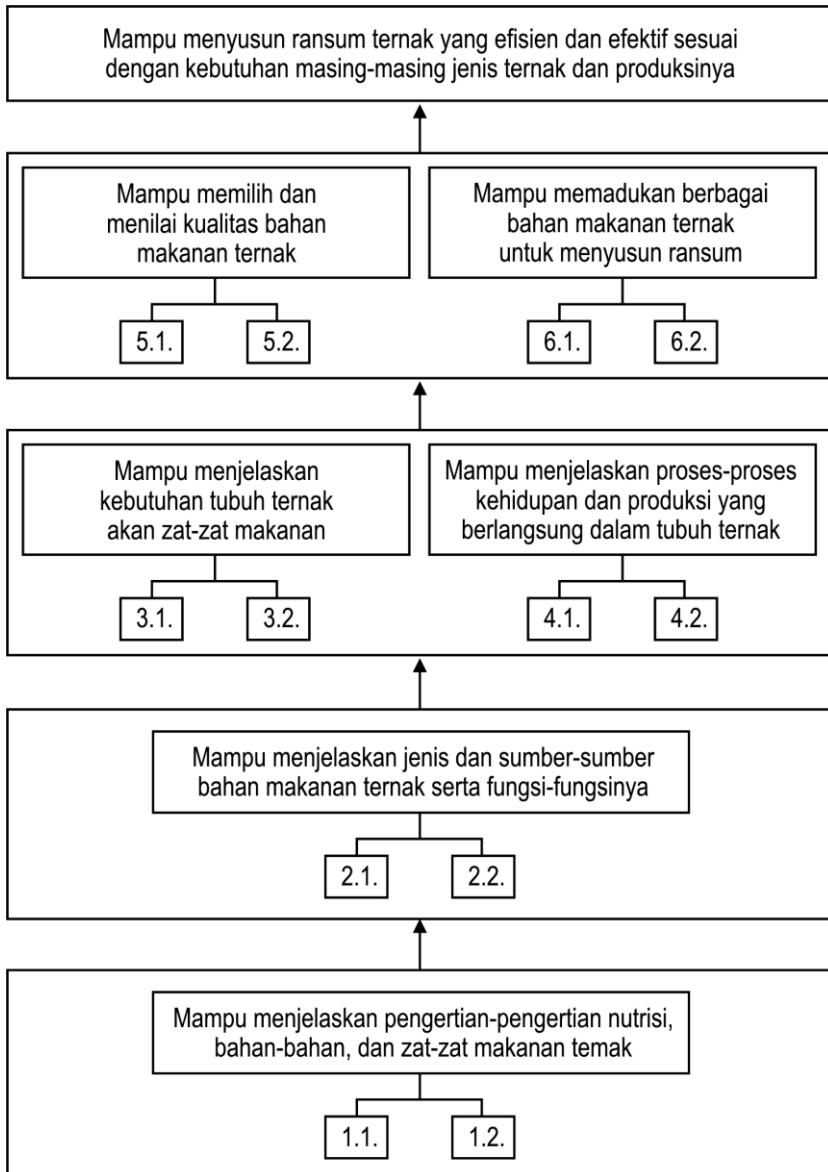 Mampu menyusun ransum ternak yang efisien dan efektif sesuai
dengan kebutuhan masing-masing jenis ternak dan produksinya
Mampu memilih dan
menilai kualitas bahan
makanan ternak
5.1.
5.2.
Mampu memadukan berbagai
bahan makanan ternak
untuk menyusun ransum
6.1.
6.2.
Mampu menjelaskan
kebutuhan tubuh ternak
akan zat-zat makanan
3.1.
3.2.
Mampu menjelaskan proses-proses
kehidupan dan produksi yang
berlangsung dalam tubuh ternak
4.1.
4.2.
Mampu menjelaskan jenis dan sumber-sumber
bahan makanan ternak serta fungsi-fungsinya
2.1.
2.2.
Mampu menjelaskan pengertian-pengertian nutrisi,
bahan-bahan, dan zat-zat makanan temak
1.1.
1.2.